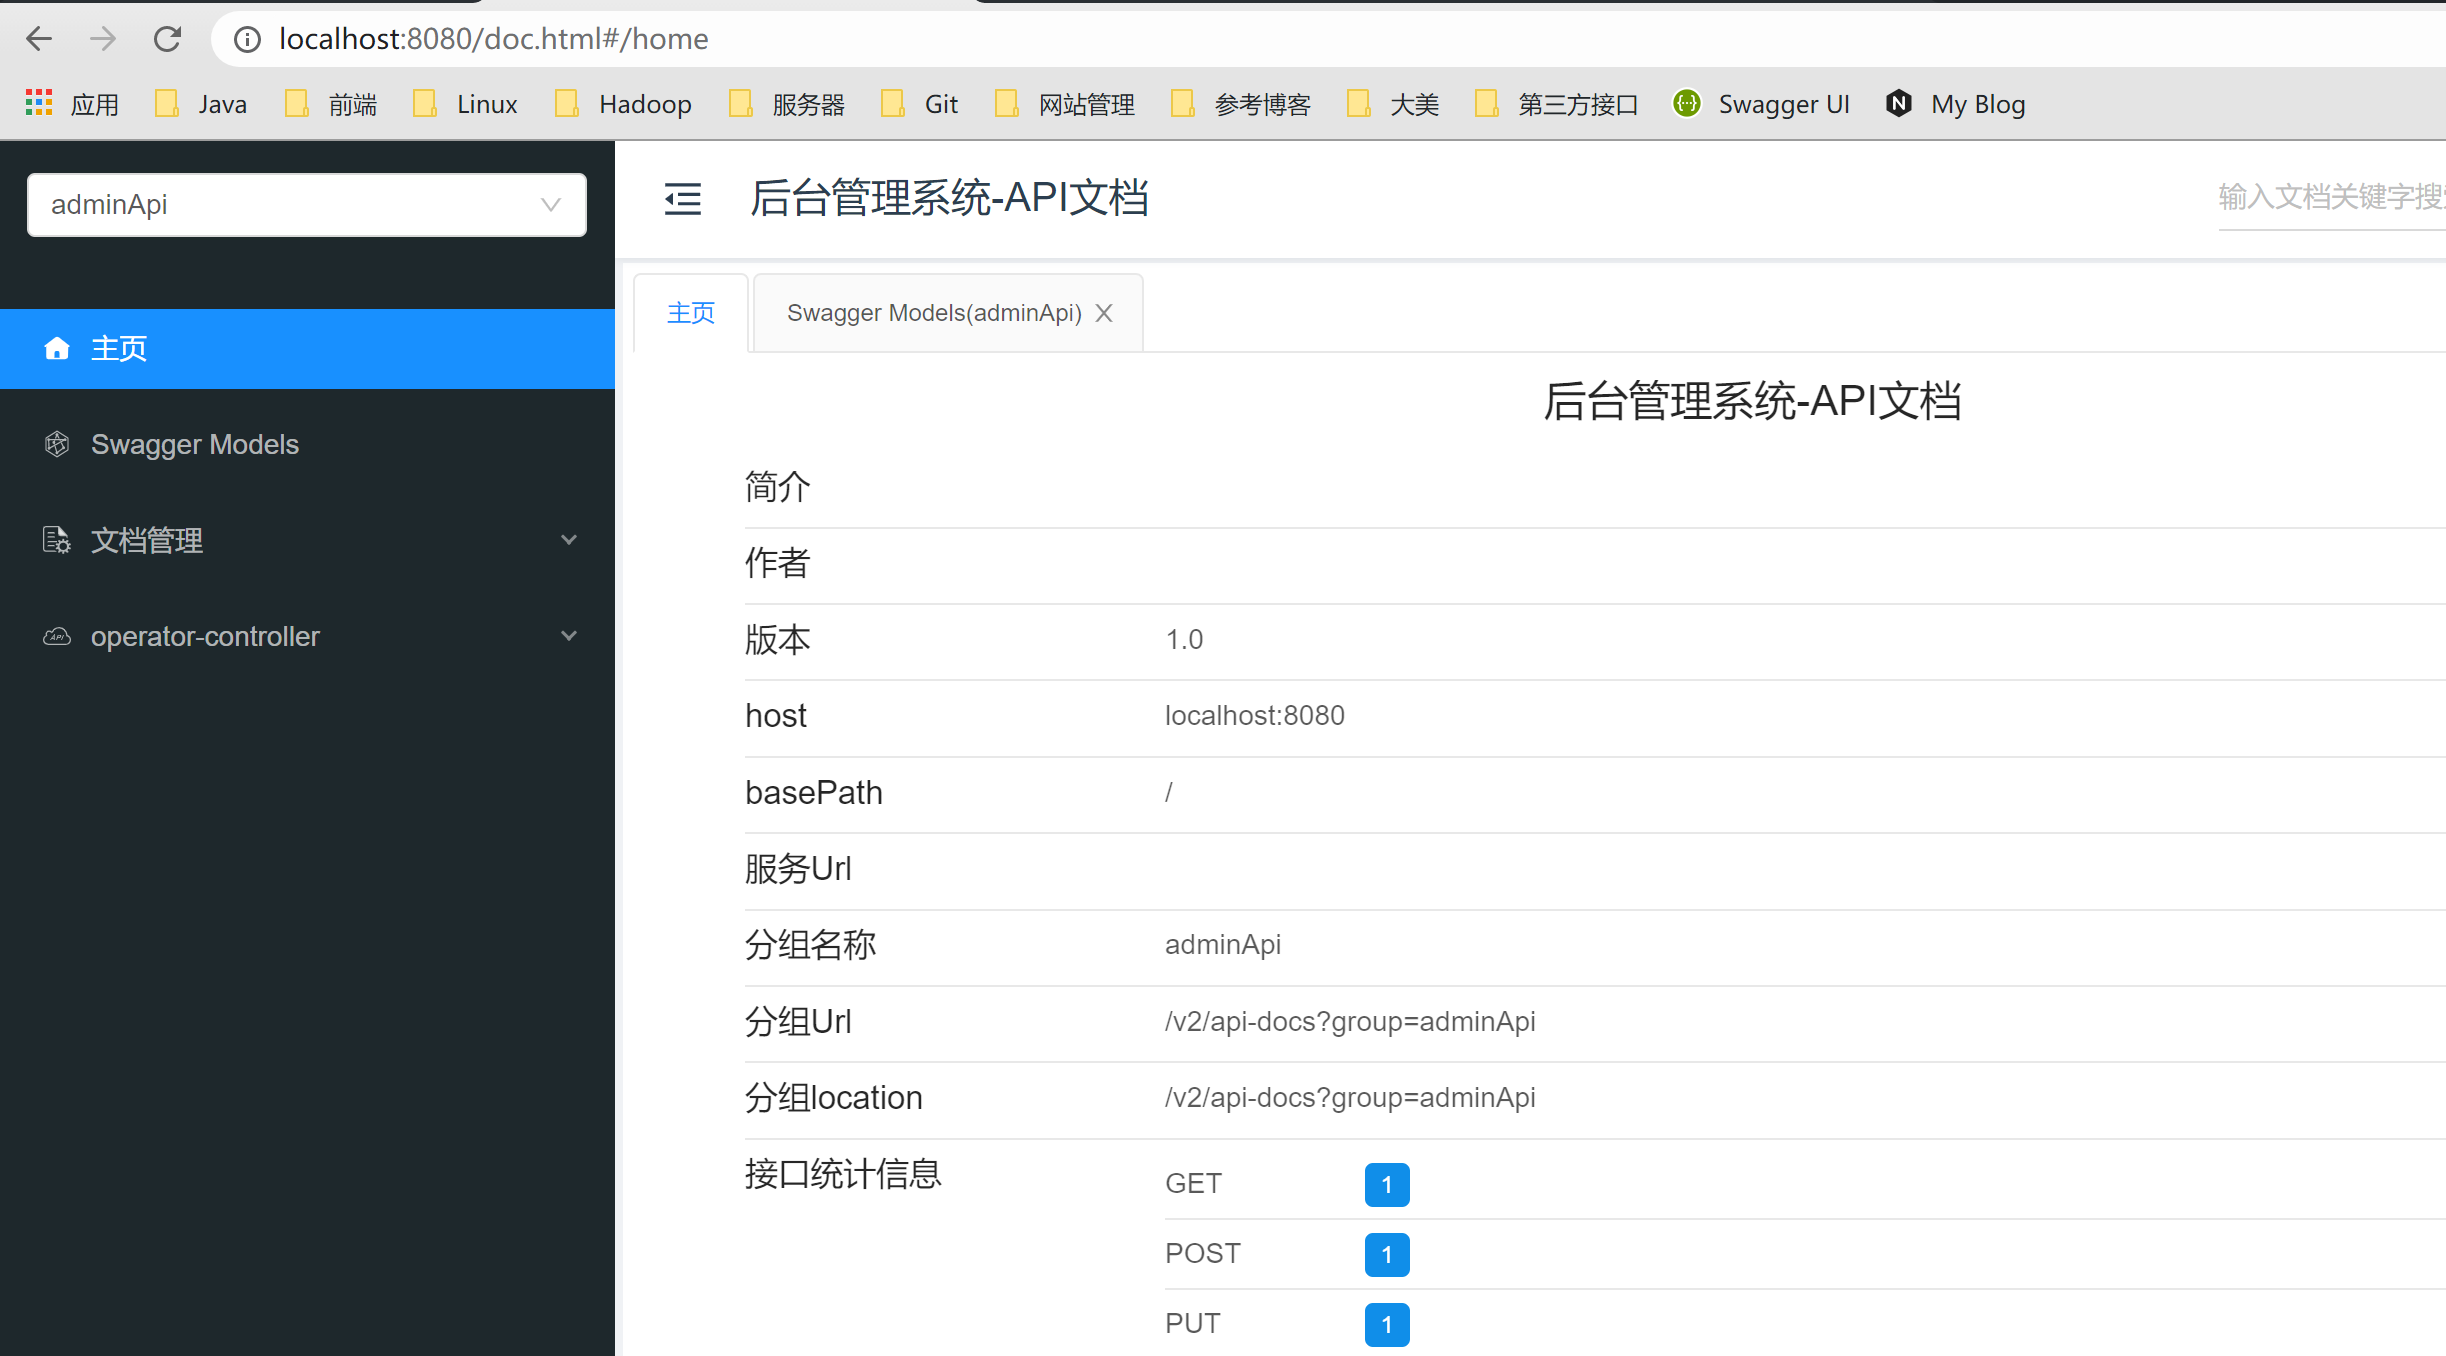 localhost:8080/doc.html#/home
应用 Java 前端 Linux Hadoop 服务器 Git 网站管理 参考博客 大美 第三方接口 Swagger UI My Blog
adminApi
后台管理系统-API文档
输入文档关键字搜
主页 Swagger Models(adminApi)
主页
Swagger Models
文档管理
operator-controller
后台管理系统-API文档
简介
作者
版本 1.0
host localhost:8080
basePath /
服务Url
分组名称 adminApi
分组Url /v2/api-docs?group=adminApi
分组location /v2/api-docs?group=adminApi
接口统计信息 GET 1
POST 1
PUT 1